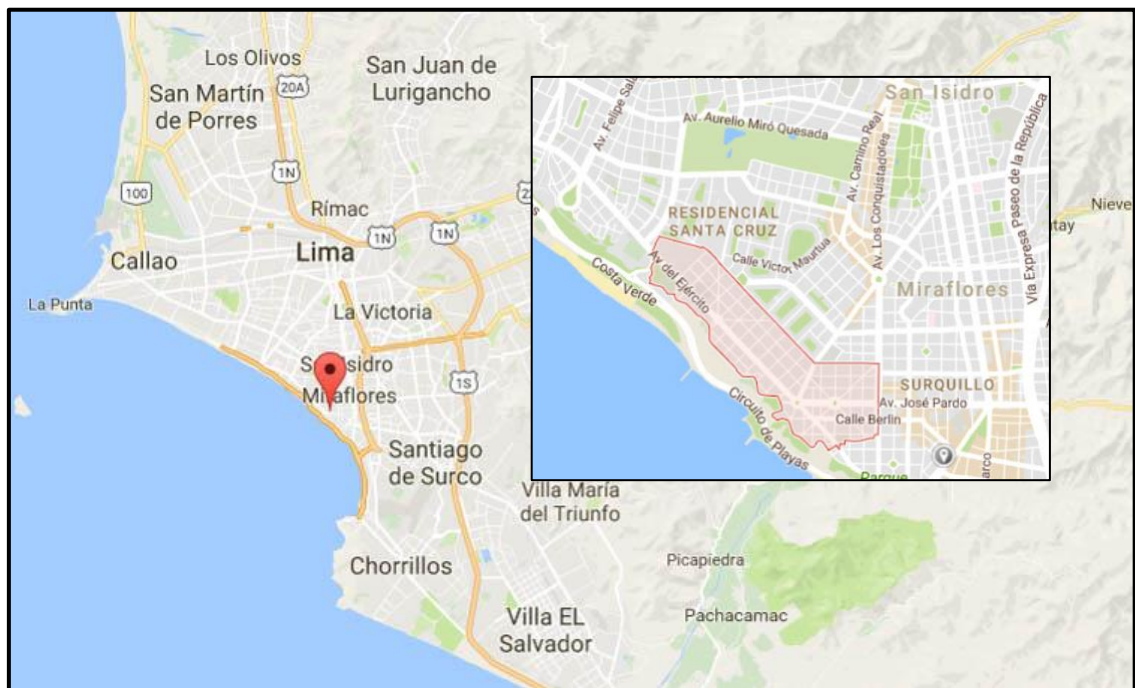 Los Olivos
20A
San Martín
de Porres
San Juan de
Lurigancho
1N
100
Rímac
1N
1N
Lima
Callao
La Punta
La Victoria
Miraflores
1S
Santiago
de Surco
Villa María
del Triunfo
Chorrillos
Picapiedra
Pachacamac
Villa EL
Salvador
San Isidro
Av. Aurelio Miró Quesada
Av. Camino Real
Av. Los Conquistadores
Vía Expresa Paseo de la República
RESIDENCIAL
SANTA CRUZ
Calle Victor Maurtua
Av del Ejército
Costa Verde
Miraflores
SURQUILLO
Av. José Pardo
Calle Berlin
Circuito de Playas
Parque